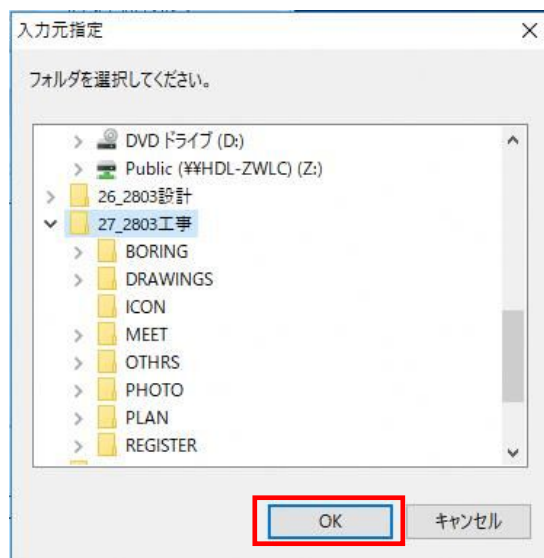 入力元指定
フォルダを選択してください。
DVD ドライブ (D:)
Public (¥¥HDL-ZWLC) (Z:)
26_2803設計
27_2803工事
BORING
DRAWINGS
ICON
MEET
OTHRS
PHOTO
PLAN
REGISTER
OK
キャンセル